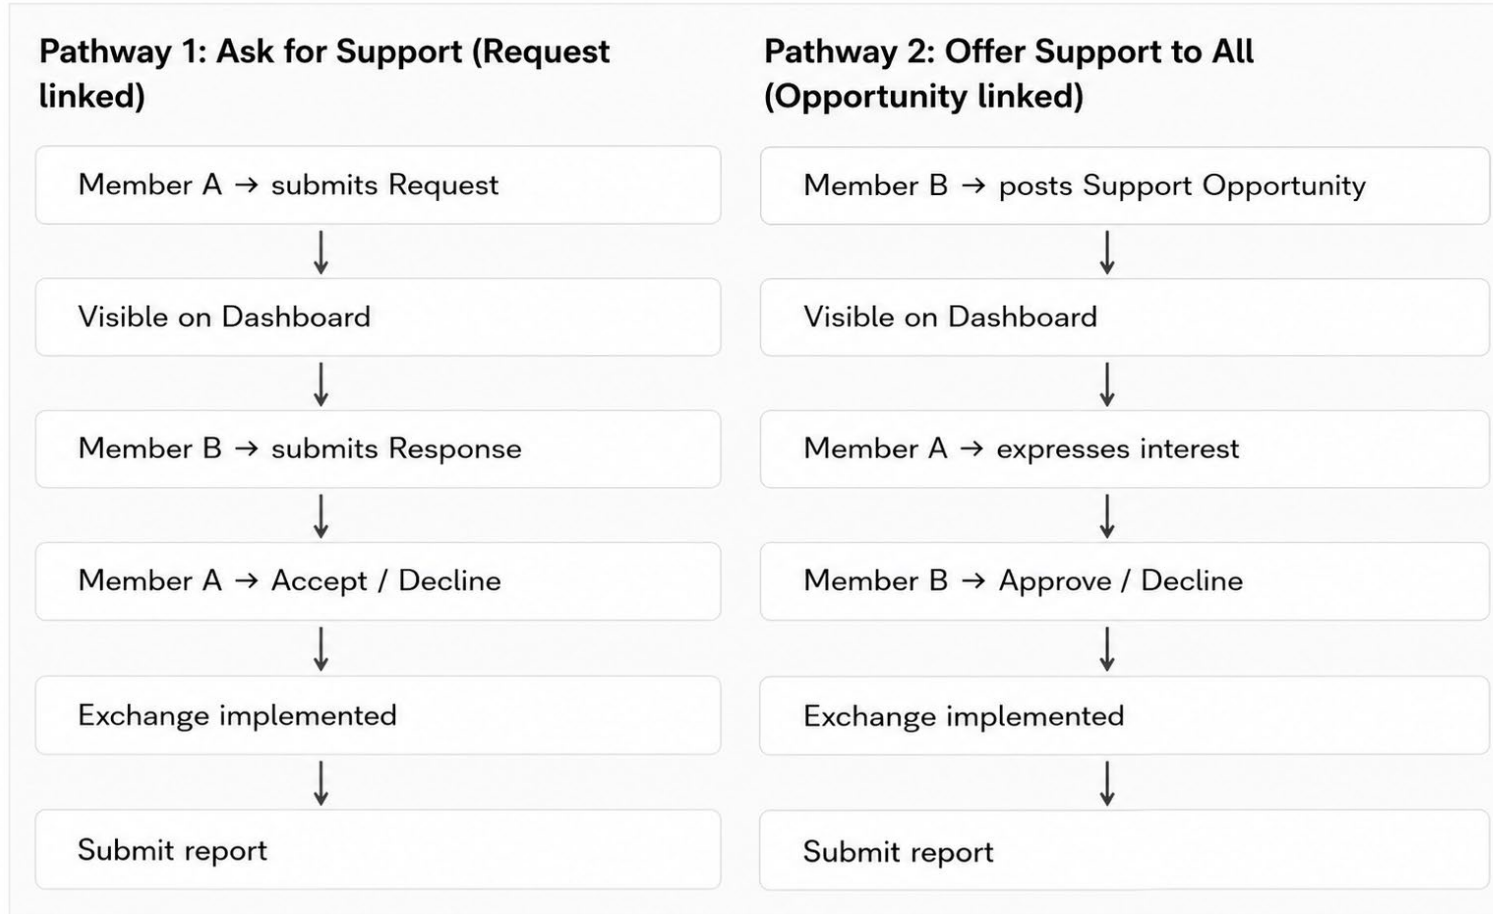 Pathway 1: Ask for Support (Request
linked)
Member A → submits Request
Visible on Dashboard
Member B → submits Response
Member A → Accept / Decline
Exchange implemented
Submit report
Pathway 2: Offer Support to All
(Opportunity linked)
Member B → posts Support Opportunity
Visible on Dashboard
Member A → expresses interest
Member B → Approve / Decline
Exchange implemented
Submit report